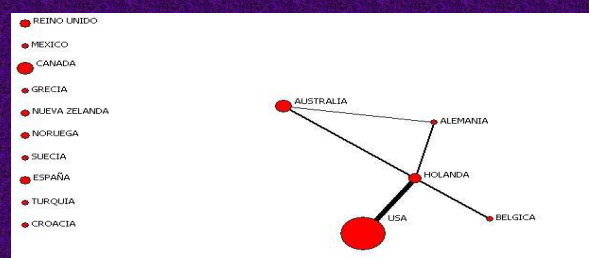 REINO UNIDO
MEXICO
CANADA
GRECIA
NUEVA ZELANDA
NORUEGA
SUECIA
ESPAÑA
TURQUIA
CROACIA
AUSTRALIA
ALEMANIA
HOLANDA
USA
BELGICA